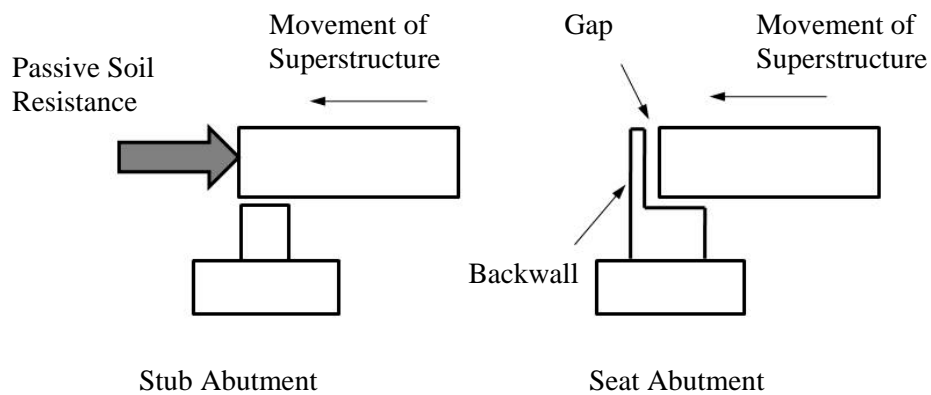 Movement of
Superstructure
Passive Soil
Resistance
Gap
Movement of
Superstructure
Backwall
Stub Abutment
Seat Abutment